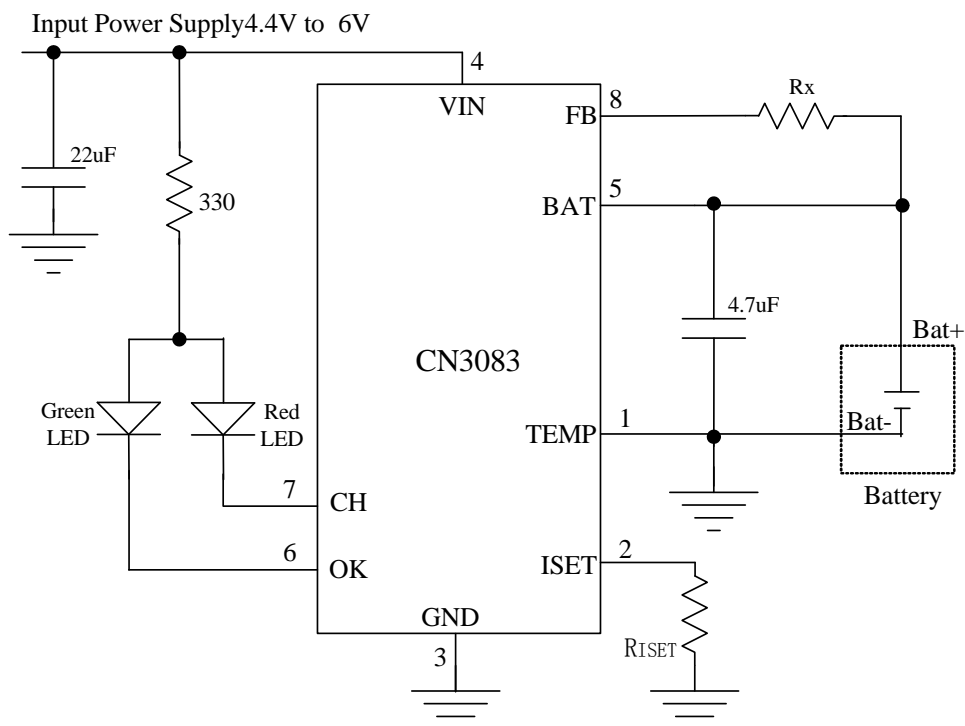 Input Power Supply4.4V to 6V
4
VIN
8
FB
Rx
22uF
330
5
BAT
4.7uF
Bat+
CN3083
Green
LED
Red
LED
1
TEMP
Bat-
Battery
7
CH
6
OK
2
ISET
GND
3
RISET